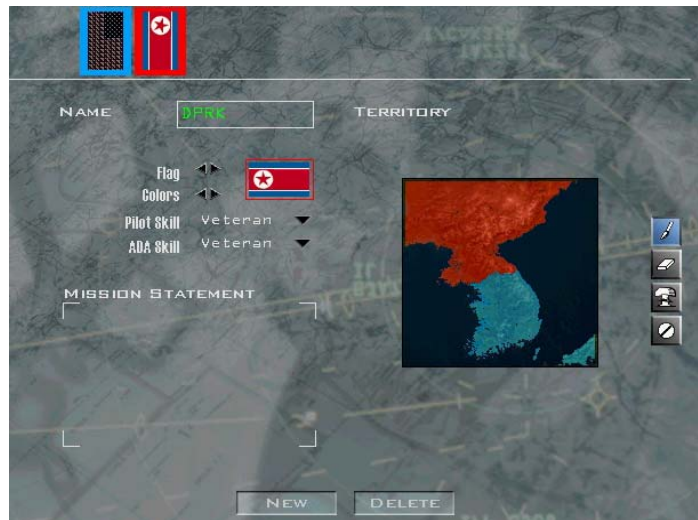 NAME
DPRK
TERRITORY
Flag
Colors
Pilot Skill Veteran
ADA Skill Veteran
MISSION STATEMENT
NEW
DELETE